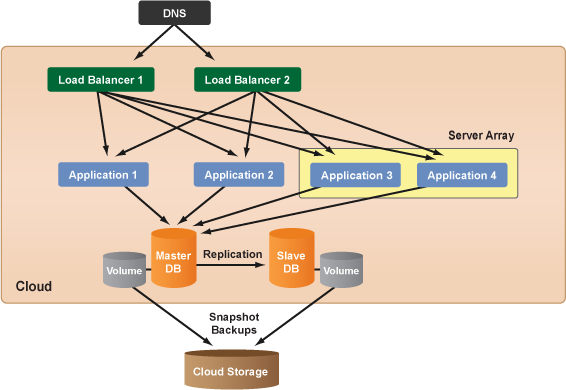 DNS
Load Balancer 1
Load Balancer 2
Server Array
Application 1
Application 2
Application 3
Application 4
Master
DB
Replication
Slave
DB
Volume
Volume
Cloud
Snapshot
Backups
Cloud Storage